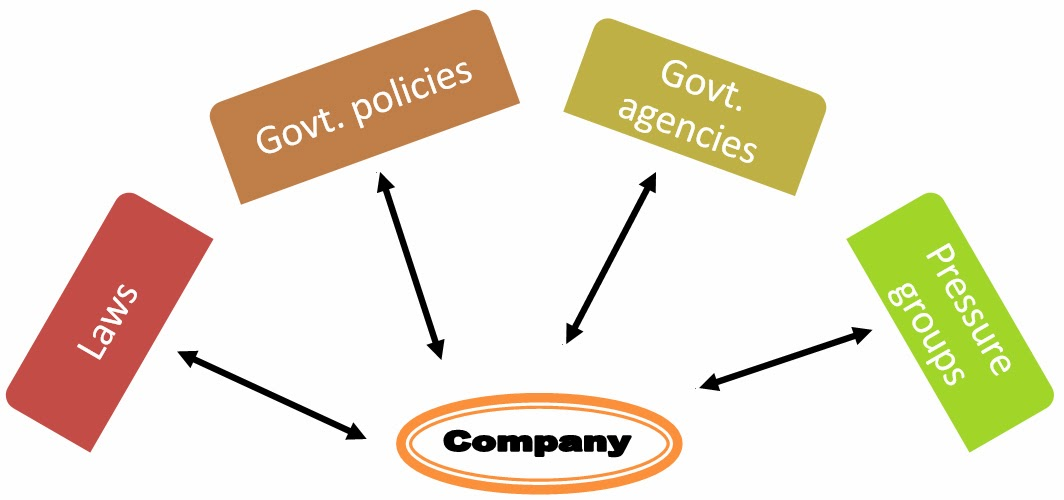 Laws
Govt. policies
Govt.
agencies
Pressure
groups
Company